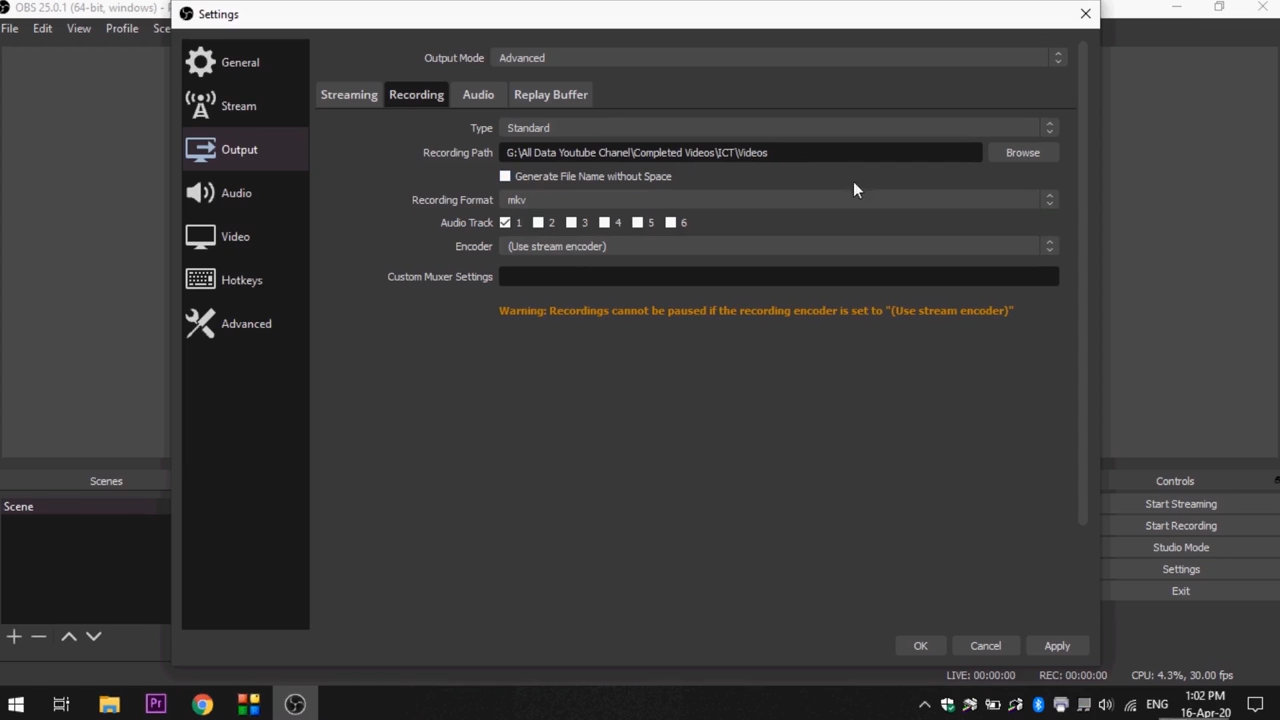 OBS 25.0.1 (64-bit, windows) -
Settings
File Edit View Profile Sce
General
Stream
Output
Audio
Video
Hotkeys
Advanced
Output Mode Advanced
Streaming Recording Audio Replay Buffer
Type Standard
Recording Path G:\All Data Youtube Chanel\Completed Videos\ICT\Videos Browse
Generate File Name without Space
Recording Format mkv
Audio Track 1 2 3 4 5 6
Encoder (Use stream encoder)
Custom Muxer Settings
Warning: Recordings cannot be paused if the recording encoder is set to "(Use stream encoder)"
OK Cancel Apply
Scenes
Scene
Controls
Start Streaming
Start Recording
Studio Mode
Settings
Exit
LIVE: 00:00:00 REC: 00:00:00 CPU: 4.3%, 30.00 fps
Pr
ENG
1:02 PM
16-Apr-20